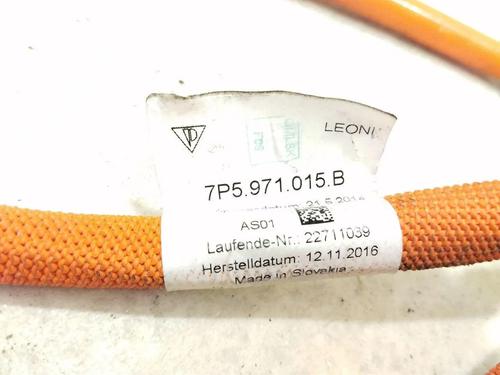 LEONI
7P5.971.015.B
AS01
Laufende-Nr.: 22711039
Herstelldatum: 12.11.2016
Made in Slovakia